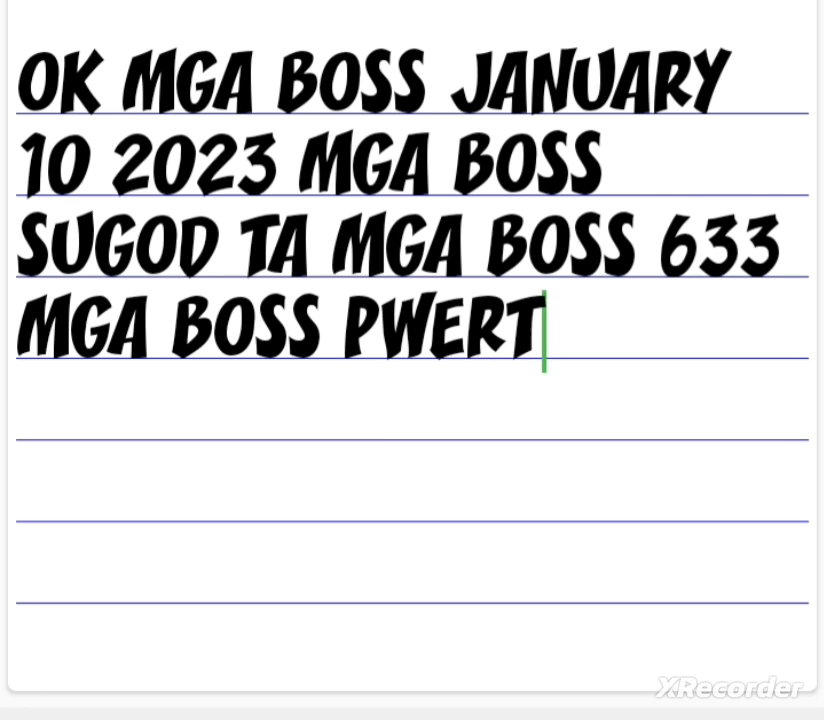 OK MGA BOSS JANUARY
10 2023 MGA BOSS
SUGOD TA MGA BOSS 633
MGA BOSS PWERT
XRecorder